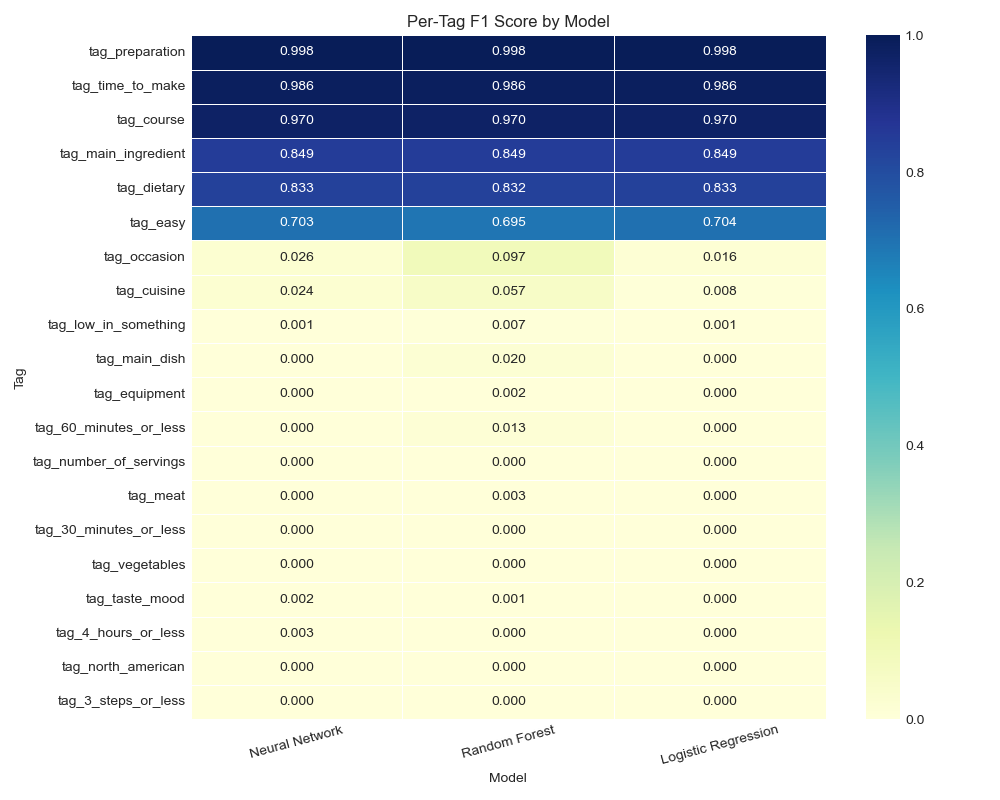 Per-Tag F1 Score by Model
tag_preparation 0.998 0.998 0.998
tag_time_to_make 0.986 0.986 0.986
tag_course 0.970 0.970 0.970
tag_main_ingredient 0.849 0.849 0.849
tag_dietary 0.833 0.832 0.833
tag_easy 0.703 0.695 0.704
tag_occasion 0.026 0.097 0.016
tag_cuisine 0.024 0.057 0.008
tag_low_in_something 0.001 0.007 0.001
tag_main_dish 0.000 0.020 0.000
tag_equipment 0.000 0.002 0.000
tag_60_minutes_or_less 0.000 0.013 0.000
tag_number_of_servings 0.000 0.000 0.000
tag_meat 0.000 0.003 0.000
tag_30_minutes_or_less 0.000 0.000 0.000
tag_vegetables 0.000 0.000 0.000
tag_taste_mood 0.002 0.001 0.000
tag_4_hours_or_less 0.003 0.000 0.000
tag_north_american 0.000 0.000 0.000
tag_3_steps_or_less 0.000 0.000 0.000
Tag
Neural Network Random Forest Logistic Regression
Model
1.0
0.8
0.6
0.4
0.2
0.0